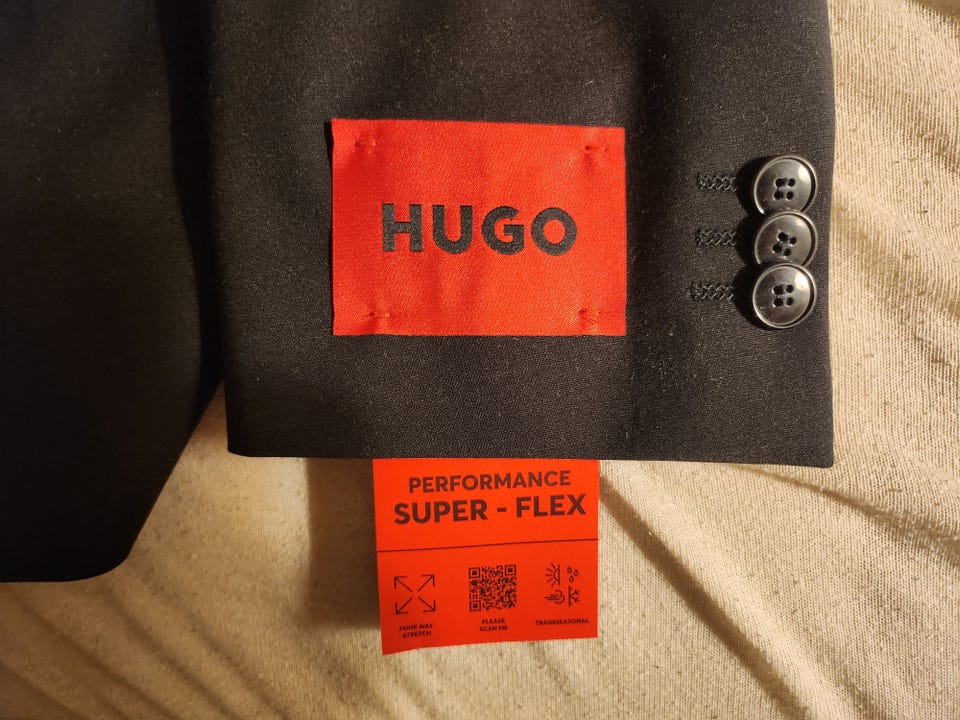 HUGO
PERFORMANCE
SUPER - FLEX
FOUR WAY
STRETCH
PLEASE
SCAN ME
TRANSSEASONAL